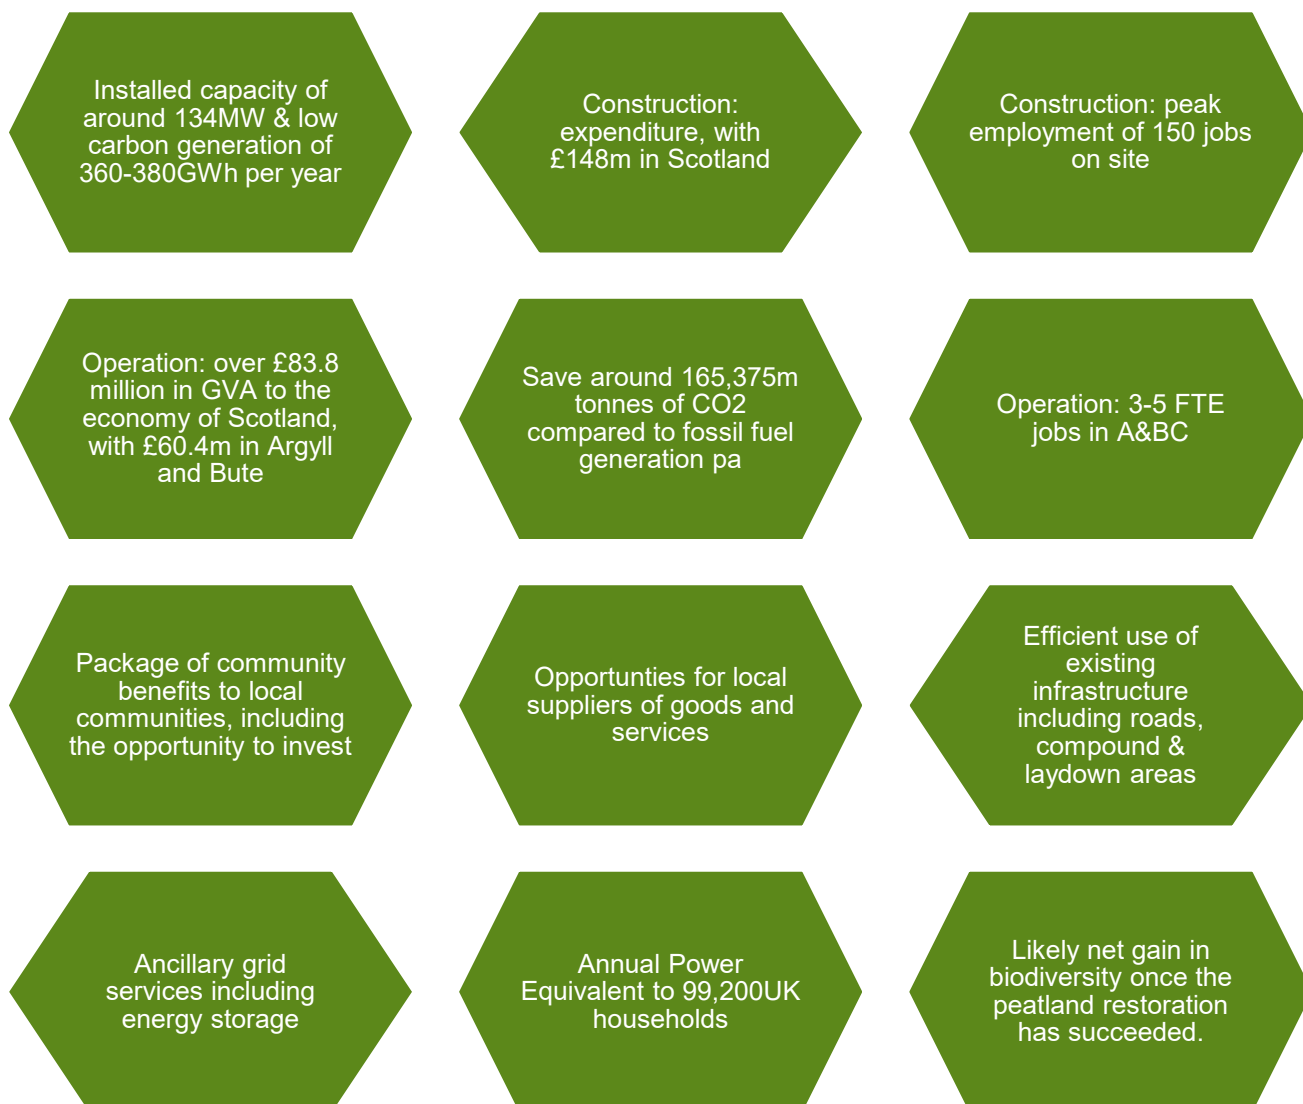 Installed capacity of
around 134MW & low
carbon generation of
360-380GWh per year
Construction:
expenditure, with
£148m in Scotland
Construction: peak
employment of 150 jobs
on site
Operation: over £83.8
million in GVA to the
economy of Scotland,
with £60.4m in Argyll
and Bute
Save around 165,375m
tonnes of CO2
compared to fossil fuel
generation pa
Operation: 3-5 FTE
jobs in A&BC
Package of community
benefits to local
communities, including
the opportunity to invest
Opportunties for local
suppliers of goods and
services
Efficient use of
existing
infrastructure
including roads,
compound &
laydown areas
Ancillary grid
services including
energy storage
Annual Power
Equivalent to 99,200UK
households
Likely net gain in
biodiversity once the
peatland restoration
has succeeded.